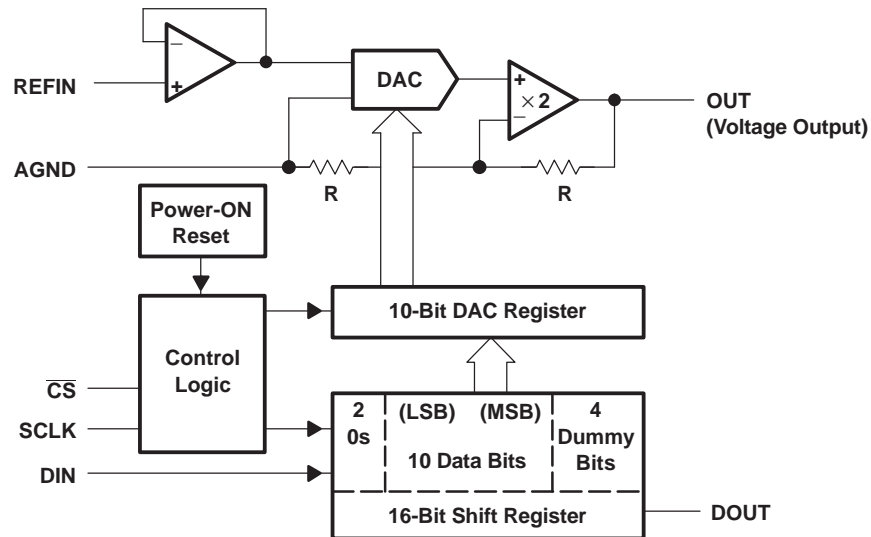 REFIN
−
+
DAC
+
× 2
−
OUT
(Voltage Output)
AGND
R
R
Power-ON
Reset
Control
Logic
10-Bit DAC Register
CS
SCLK
DIN
2
0s
(LSB) (MSB)
10 Data Bits
4
Dummy
Bits
16-Bit Shift Register
DOUT